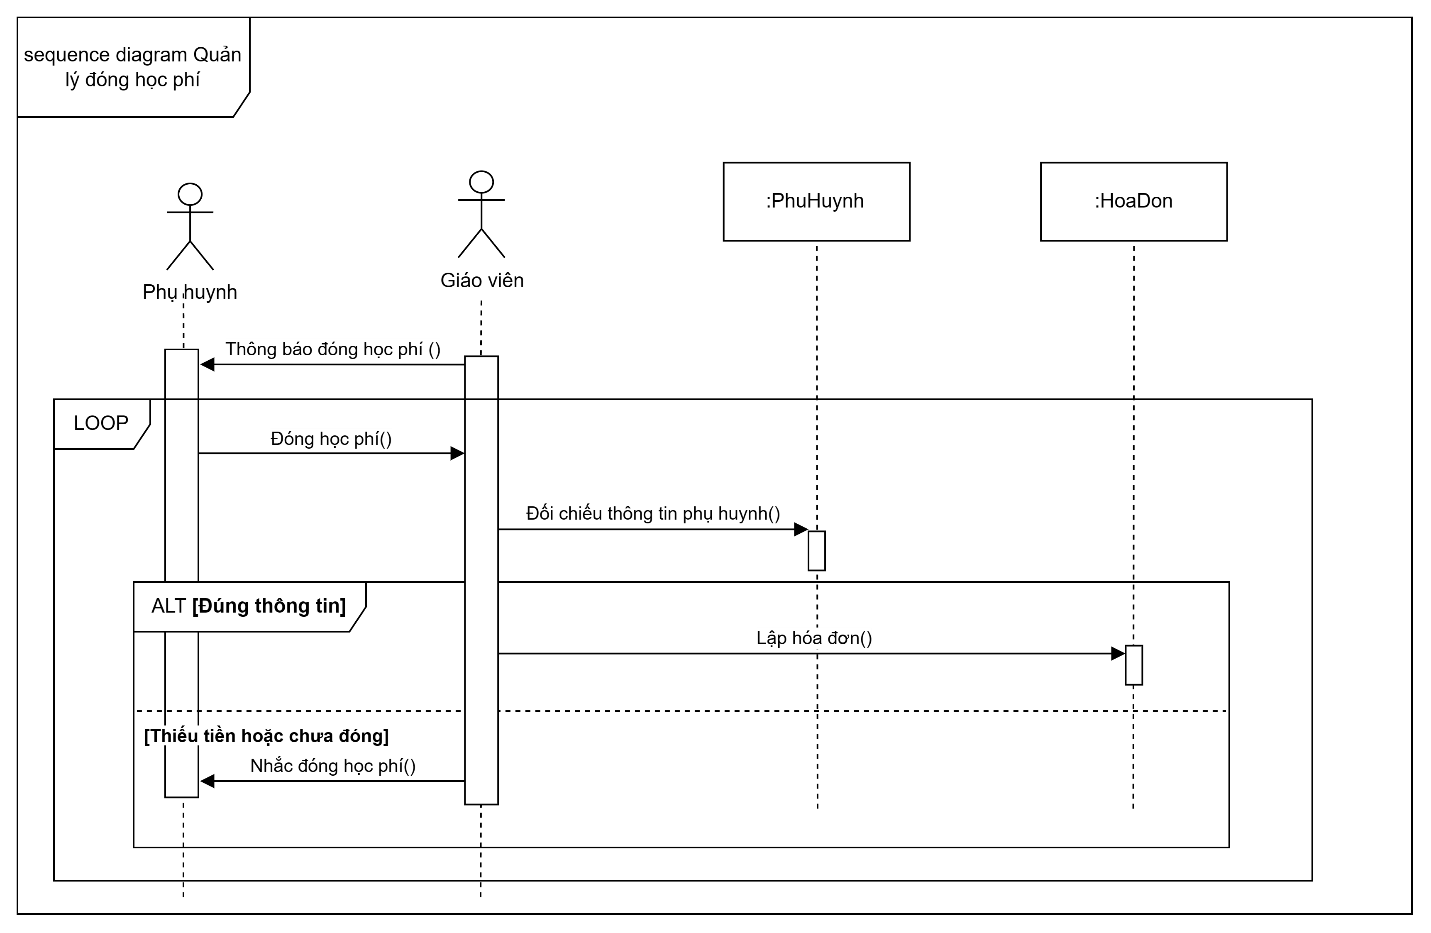 sequence diagram Quản
lý đóng học phí
:PhuHuynh
:HoaDon
Phụ huynh
Giáo viên
Thông báo đóng học phí ()
LOOP
Đóng học phí()
Đối chiếu thông tin phụ huynh()
ALT [Đúng thông tin]
Lập hóa đơn()
[Thiếu tiền hoặc chưa đóng]
Nhắc đóng học phí()